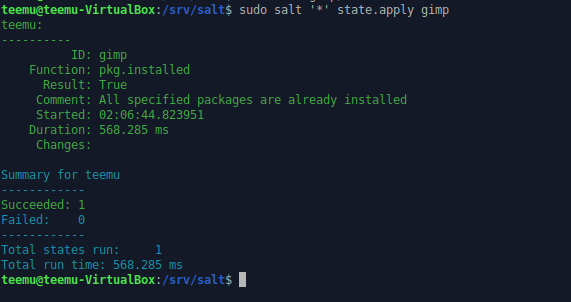 teemu@teemu-VirtualBox:/srv/salt$ sudo salt '*' state.apply gimp
teemu:
----------
          ID: gimp
    Function: pkg.installed
      Result: True
     Comment: All specified packages are already installed
     Started: 02:06:44.823951
    Duration: 568.285 ms
     Changes:

Summary for teemu
------------
Succeeded: 1
Failed:    0
------------
Total states run:     1
Total run time: 568.285 ms
teemu@teemu-VirtualBox:/srv/salt$